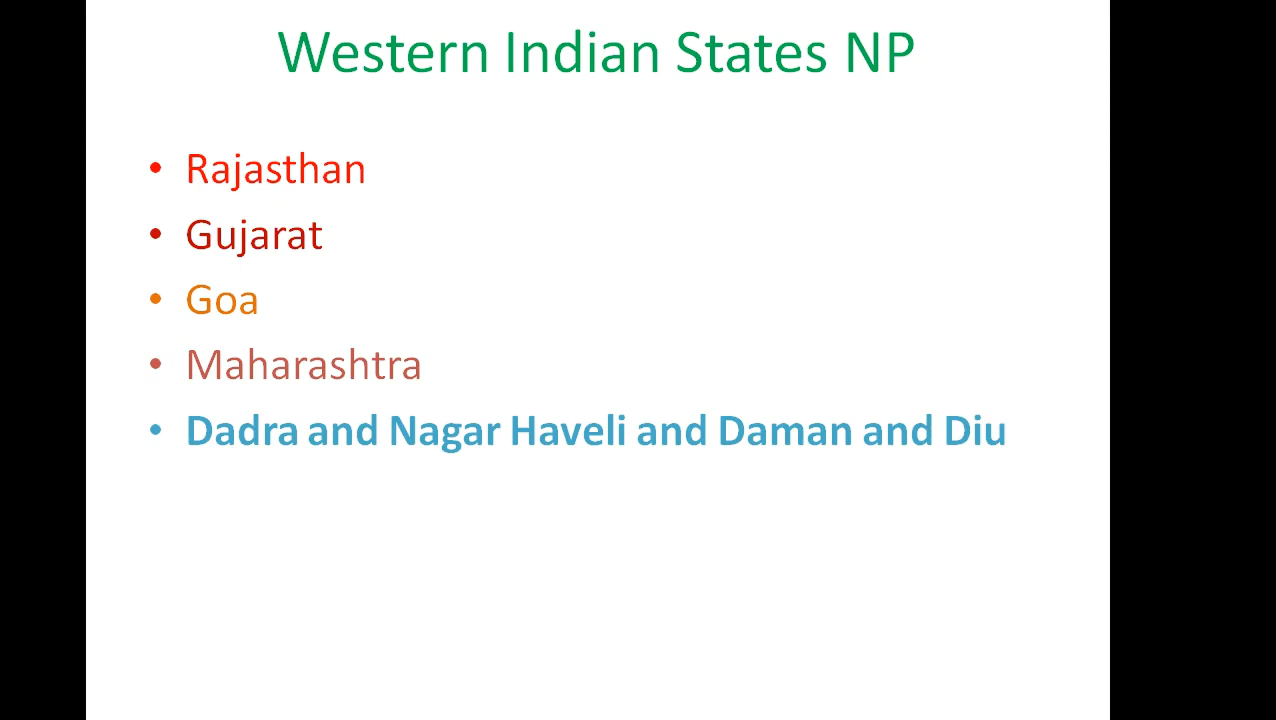 Western Indian States NP
• Rajasthan
• Gujarat
• Goa
• Maharashtra
• Dadra and Nagar Haveli and Daman and Diu